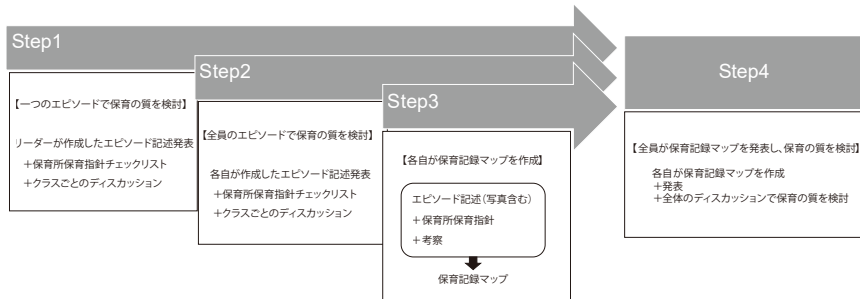 Step1
【一つのエピソードで保育の質を検討】
リーダーが作成したエピソード記述発表
＋保育所保育指針チェックリスト
＋クラスごとのディスカッション
Step2
【全員のエピソードで保育の質を検討】
各自が作成したエピソード記述発表
＋保育所保育指針チェックリスト
＋クラスごとのディスカッション
Step3
【各自が保育記録マップを作成】
エピソード記述（写真含む）
＋保育所保育指針
＋考察
保育記録マップ
Step4
【全員が保育記録マップを発表し、保育の質を検討】
各自が保育記録マップを作成
＋発表
＋全体のディスカッションで保育の質を検討